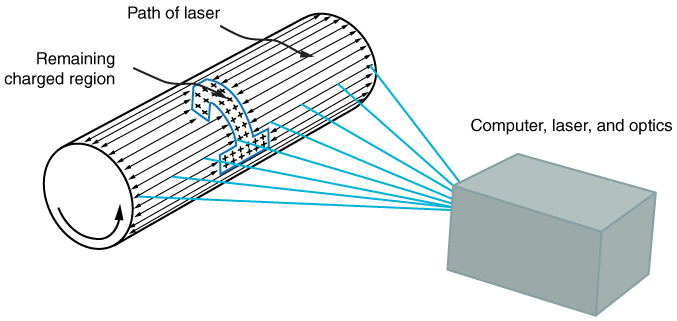 Path of laser
Remaining
charged region
Computer, laser, and optics